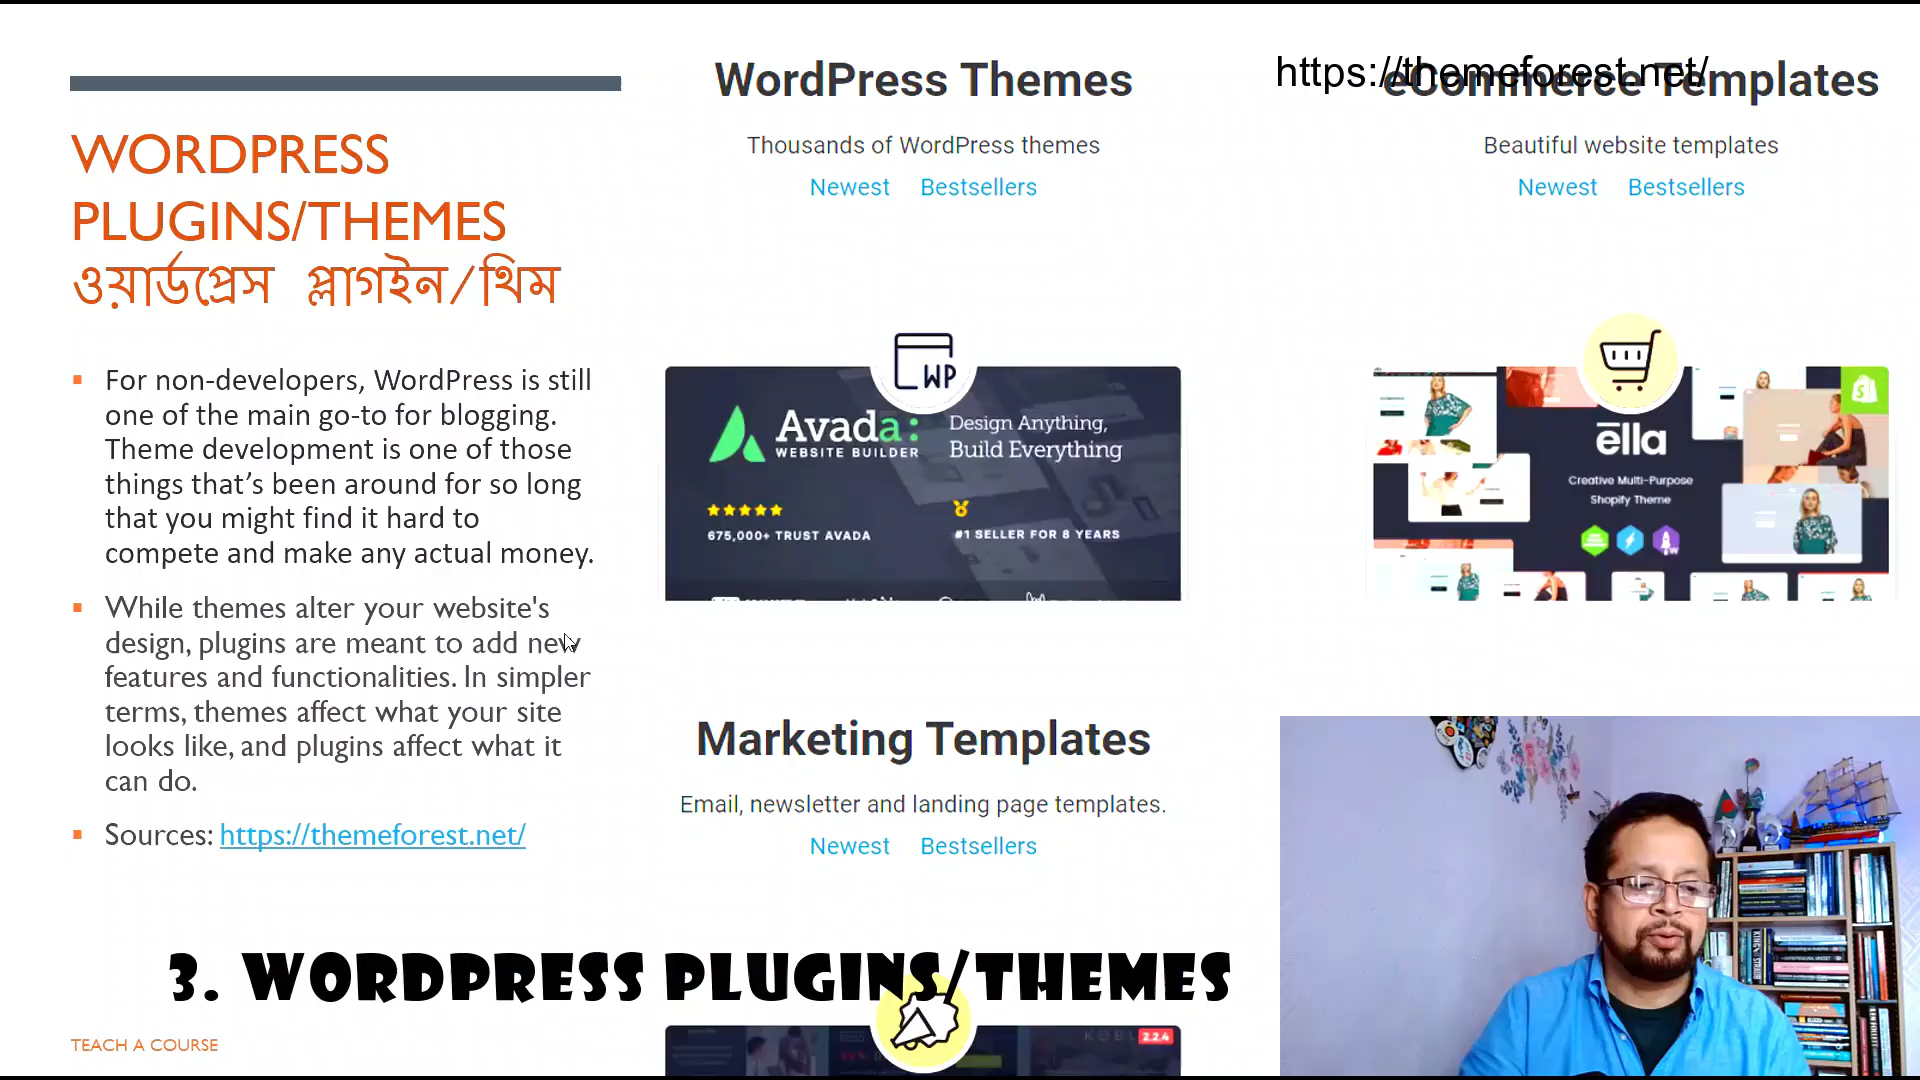 WORDPRESS
PLUGINS/THEMES
ওয়ার্ডপ্রেস প্লাগইন/থিম
For non-developers, WordPress is still
one of the main go-to for blogging.
Theme development is one of those
things that’s been around for so long
that you might find it hard to
compete and make any actual money.
While themes alter your website's
design, plugins are meant to add new
features and functionalities. In simpler
terms, themes affect what your site
looks like, and plugins affect what it
can do.
Sources: https://themeforest.net/
WordPress Themes
Thousands of WordPress themes
Newest Bestsellers
WP
Avada:
WEBSITE BUILDER
Design Anything,
Build Everything
675,000+ TRUST AVADA
#1 SELLER FOR 8 YEARS
https://themeforest.net/
eCommerce Templates
Beautiful website templates
Newest Bestsellers
ella
Creative Multi-Purpose
Shopify Theme
Marketing Templates
Email, newsletter and landing page templates.
Newest Bestsellers
3. WORDPRESS PLUGINS/THEMES
2.2.4
TEACH A COURSE